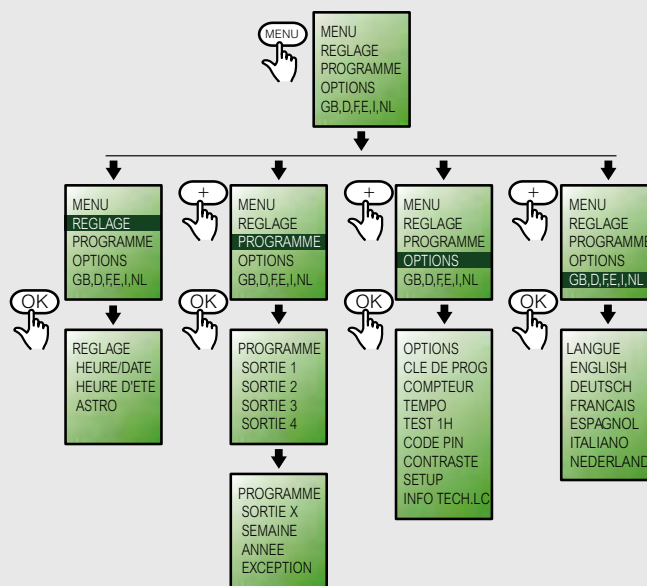 MENU
MENU
REGLAGE
PROGRAMME
OPTIONS
GB,D,F,E,I,NL
MENU
REGLAGE
PROGRAMME
OPTIONS
GB,D,F,E,I,NL
OK
REGLAGE
HEURE/DATE
HEURE D'ETE
ASTRO
+
MENU
REGLAGE
PROGRAMME
OPTIONS
GB,D,F,E,I,NL
OK
PROGRAMME
SORTIE 1
SORTIE 2
SORTIE 3
SORTIE 4
PROGRAMME
SORTIE X
SEMAINE
ANNEE
EXCEPTION
+
MENU
REGLAGE
PROGRAMME
OPTIONS
GB,D,F,E,I,NL
OK
OPTIONS
CLE DE PROG
COMPTEUR
TEMPO
TEST 1H
CODE PIN
CONTRASTE
SETUP
INFO TECH.LC
+
MENU
REGLAGE
PROGRAMME
OPTIONS
GB,D,F,E,I,NL
OK
LANGUE
ENGLISH
DEUTSCH
FRANCAIS
ESPAGNOL
ITALIANO
NEDERLAND